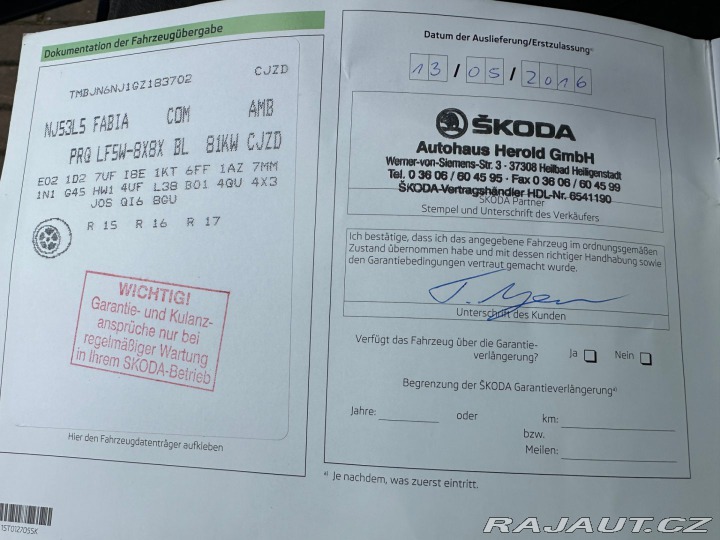 Dokumentation der Fahrzeugübergabe
TMBJN6NJ1GZ183702 CJZD
NJ53L5 FABIA COM AMB
PRQ LF5W-8X8X BL 81KW CJZD
E02 1D2 7UF I8E 1KT 6FF 1AZ 7MM
1N1 G4S HW1 4UF L38 B01 4QU 4X3
J0S QI6 8GU
R 15 R 16 R 17
WICHTIG!
Garantie- und Kulanz-
ansprüche nur bei
regelmäßiger Wartung
in Ihrem SKODA-Betrieb
Hier den Fahrzeugdatenträger aufkleben
Datum der Auslieferung/Erstzulassung
13/05/2016
ŠKODA
Autohaus Herold GmbH
Werner-von-Siemens-Str. 3 · 37308 Heilbad Heiligenstadt
Tel. 0 36 06 / 60 45 95 · Fax 0 36 06 / 60 45 99
ŠKODA-Vertragshändler HDL-Nr. 6541190
ŠKODA Partner
Stempel und Unterschrift des Verkäufers
Ich bestätige, dass ich das angegebene Fahrzeug im ordnungsgemäßen
Zustand übernommen habe und mit dessen richtiger Handhabung sowie
den Garantiebedingungen vertraut gemacht wurde.
Unterschrift des Kunden
Verfügt das Fahrzeug über die Garantie-
verlängerung? Ja Nein
Begrenzung der ŠKODA Garantieverlängerung a)
Jahre: oder km:
bzw.
Meilen:
a) Je nachdem, was zuerst eintritt.
RAJAUT.CZ